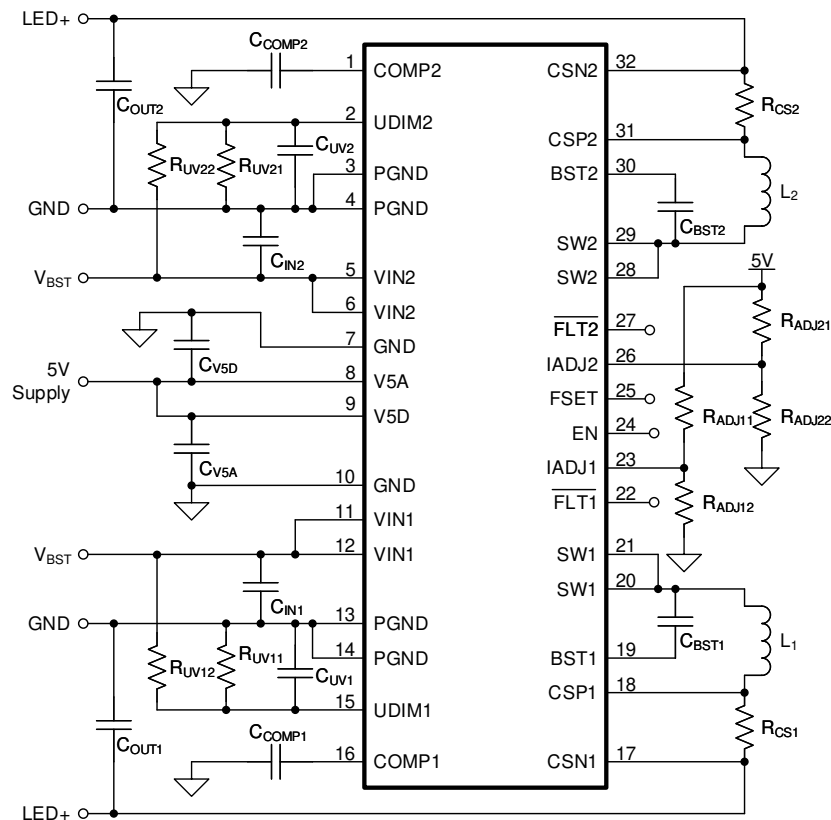 LED+
C_COMP2
1
COMP2
CSN2
32
C_OUT2
R_CS2
2
UDIM2
CSP2
31
R_UV22
R_UV21
C_UV2
3
PGND
BST2
30
L_2
GND
4
PGND
C_BST2
C_IN2
SW2
29
V_BST
5
VIN2
SW2
28
5V
6
VIN2
7
GND
FLT2
27
R_ADJ21
C_V5D
IADJ2
26
5V
Supply
8
V5A
FSET
25
9
V5D
R_ADJ11
R_ADJ22
EN
24
C_V5A
IADJ1
23
10
GND
FLT1
22
R_ADJ12
11
VIN1
V_BST
12
VIN1
SW1
21
C_IN1
SW1
20
GND
13
PGND
C_BST1
L_1
14
PGND
BST1
19
R_UV12
R_UV11
C_UV1
CSP1
18
15
UDIM1
C_OUT1
C_COMP1
R_CS1
16
COMP1
CSN1
17
LED+